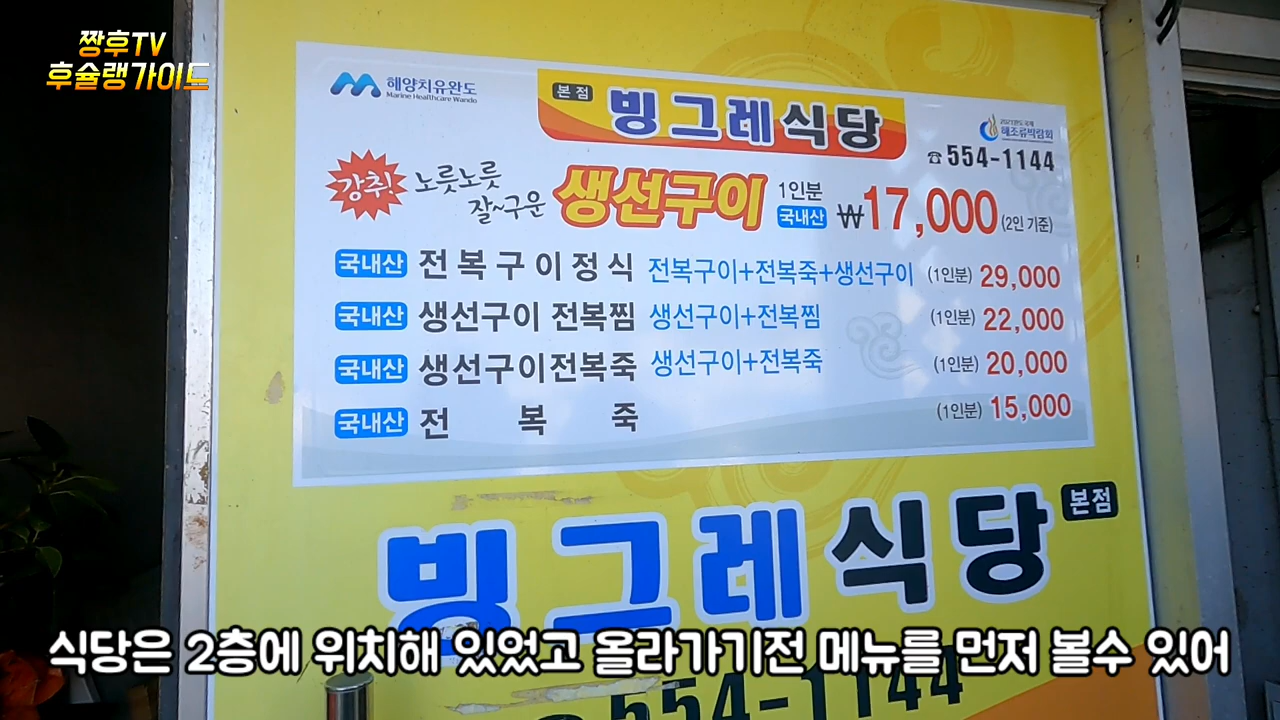 짱후TV
후슐랭가이드
해양치유완도
Marine Healthcare Wando
본점 빙그레식당
2021완도국제
해조류박람회
☎554-1144
강추! 노릇노릇 잘~구운 생선구이 1인분 국내산 ₩17,000 (2인 기준)
국내산 전복구이정식 전복구이+전복죽+생선구이 (1인분) 29,000
국내산 생선구이 전복찜 생선구이+전복찜 (1인분) 22,000
국내산 생선구이전복죽 생선구이+전복죽 (1인분) 20,000
국내산 전 복 죽 (1인분) 15,000
빙그레식당 본점
식당은 2층에 위치해 있었고 올라가기전 메뉴를 먼저 볼수 있어
☎554-1144